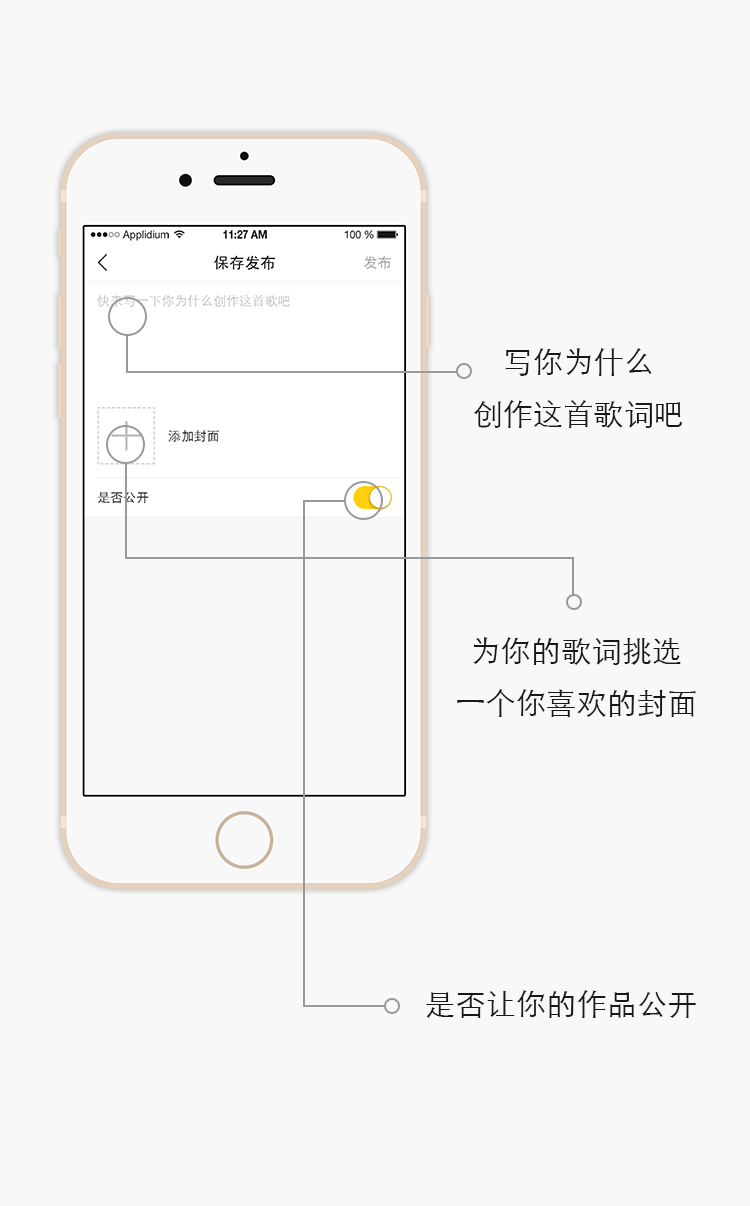 Applidium 11:27 AM 100 %
保存发布 发布
快来写一下你为什么创作这首歌吧
写你为什么
创作这首歌词吧
添加封面
是否公开
为你的歌词挑选
一个你喜欢的封面
是否让你的作品公开